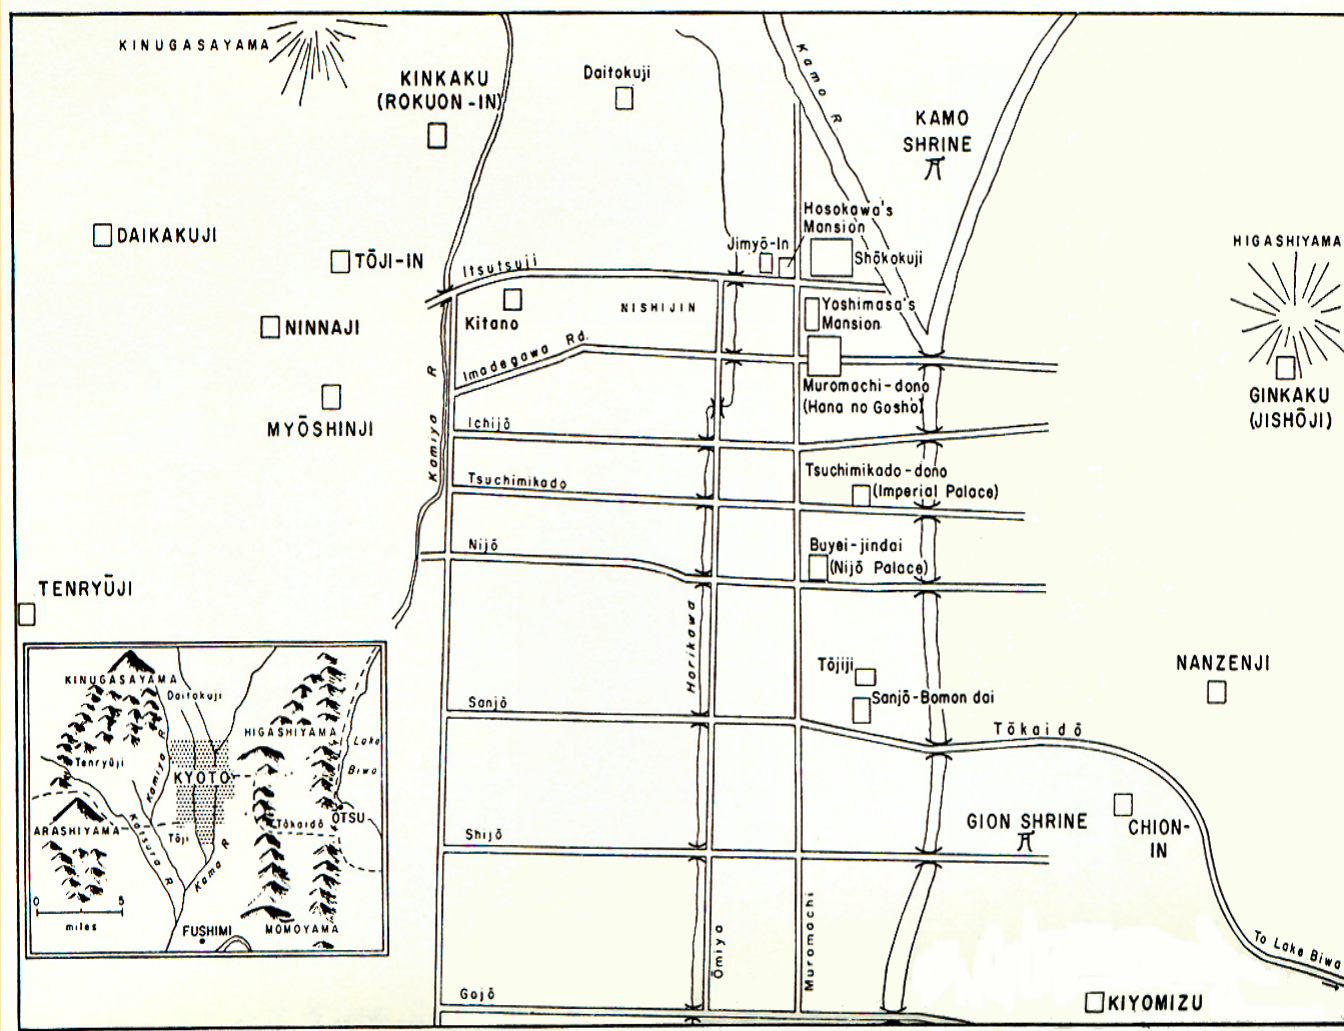 KINUGASAYAMA
KINKAKU
(ROKUON-IN)
Daitokuji
Kamo R
KAMO
SHRINE
DAIKAKUJI
TŌJI-IN
Itsutsuji
Jimyō-In
Hosokawa's
Mansion
Shōkokuji
HIGASHIYAMA
NINNAJI
Kitano
NISHIJIN
Yoshimasa's
Mansion
Imadegawa Rd.
MYŌSHINJI
Kamiya R
Muromachi-dono
(Hana no Gosho)
GINKAKU
(JISHŌJI)
Ichijō
Tsuchimikado
Tsuchimikado-dono
(Imperial Palace)
Nijō
Buyei-jindai
(Nijō Palace)
TENRYŪJI
Horikawa
Tōjiji
Sanjō-Bomon dai
NANZENJI
Sanjō
Tōkaidō
Shijō
GION SHRINE
CHION-
IN
Ōmiya
Muromachi
To Lake Biwa
Gojō
KIYOMIZU
KINUGASAYAMA
Daitokuji
HIGASHIYAMA
Lake
Biwa
Tenryūji
Kamiya R
KYOTO
ARASHIYAMA
Katsura R
Tōji
Tōkaidō
OTSU
Kama R
0 5
miles
FUSHIMI
MOMOYAMA